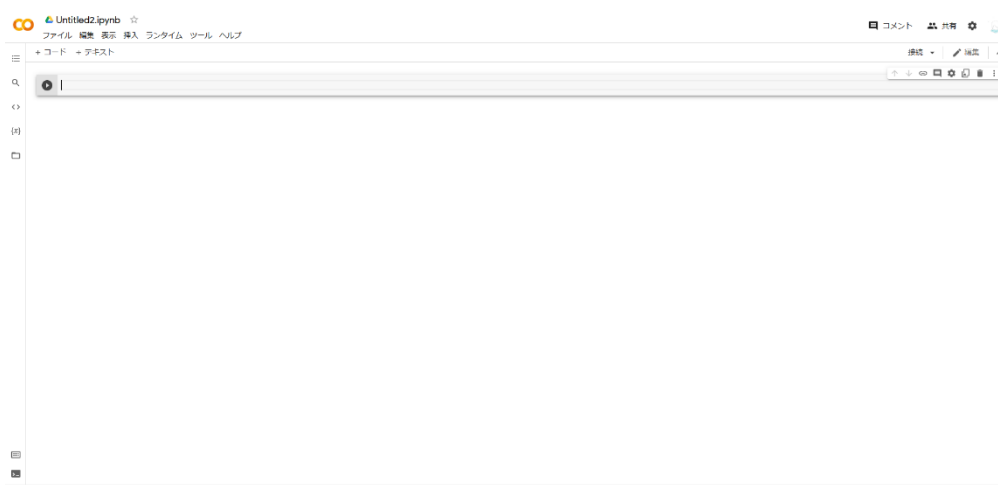 Untitled2.ipynb
コメント 共有
ファイル 編集 表示 挿入 ランタイム ツール ヘルプ
+ コード + テキスト
接続 編集
{x}